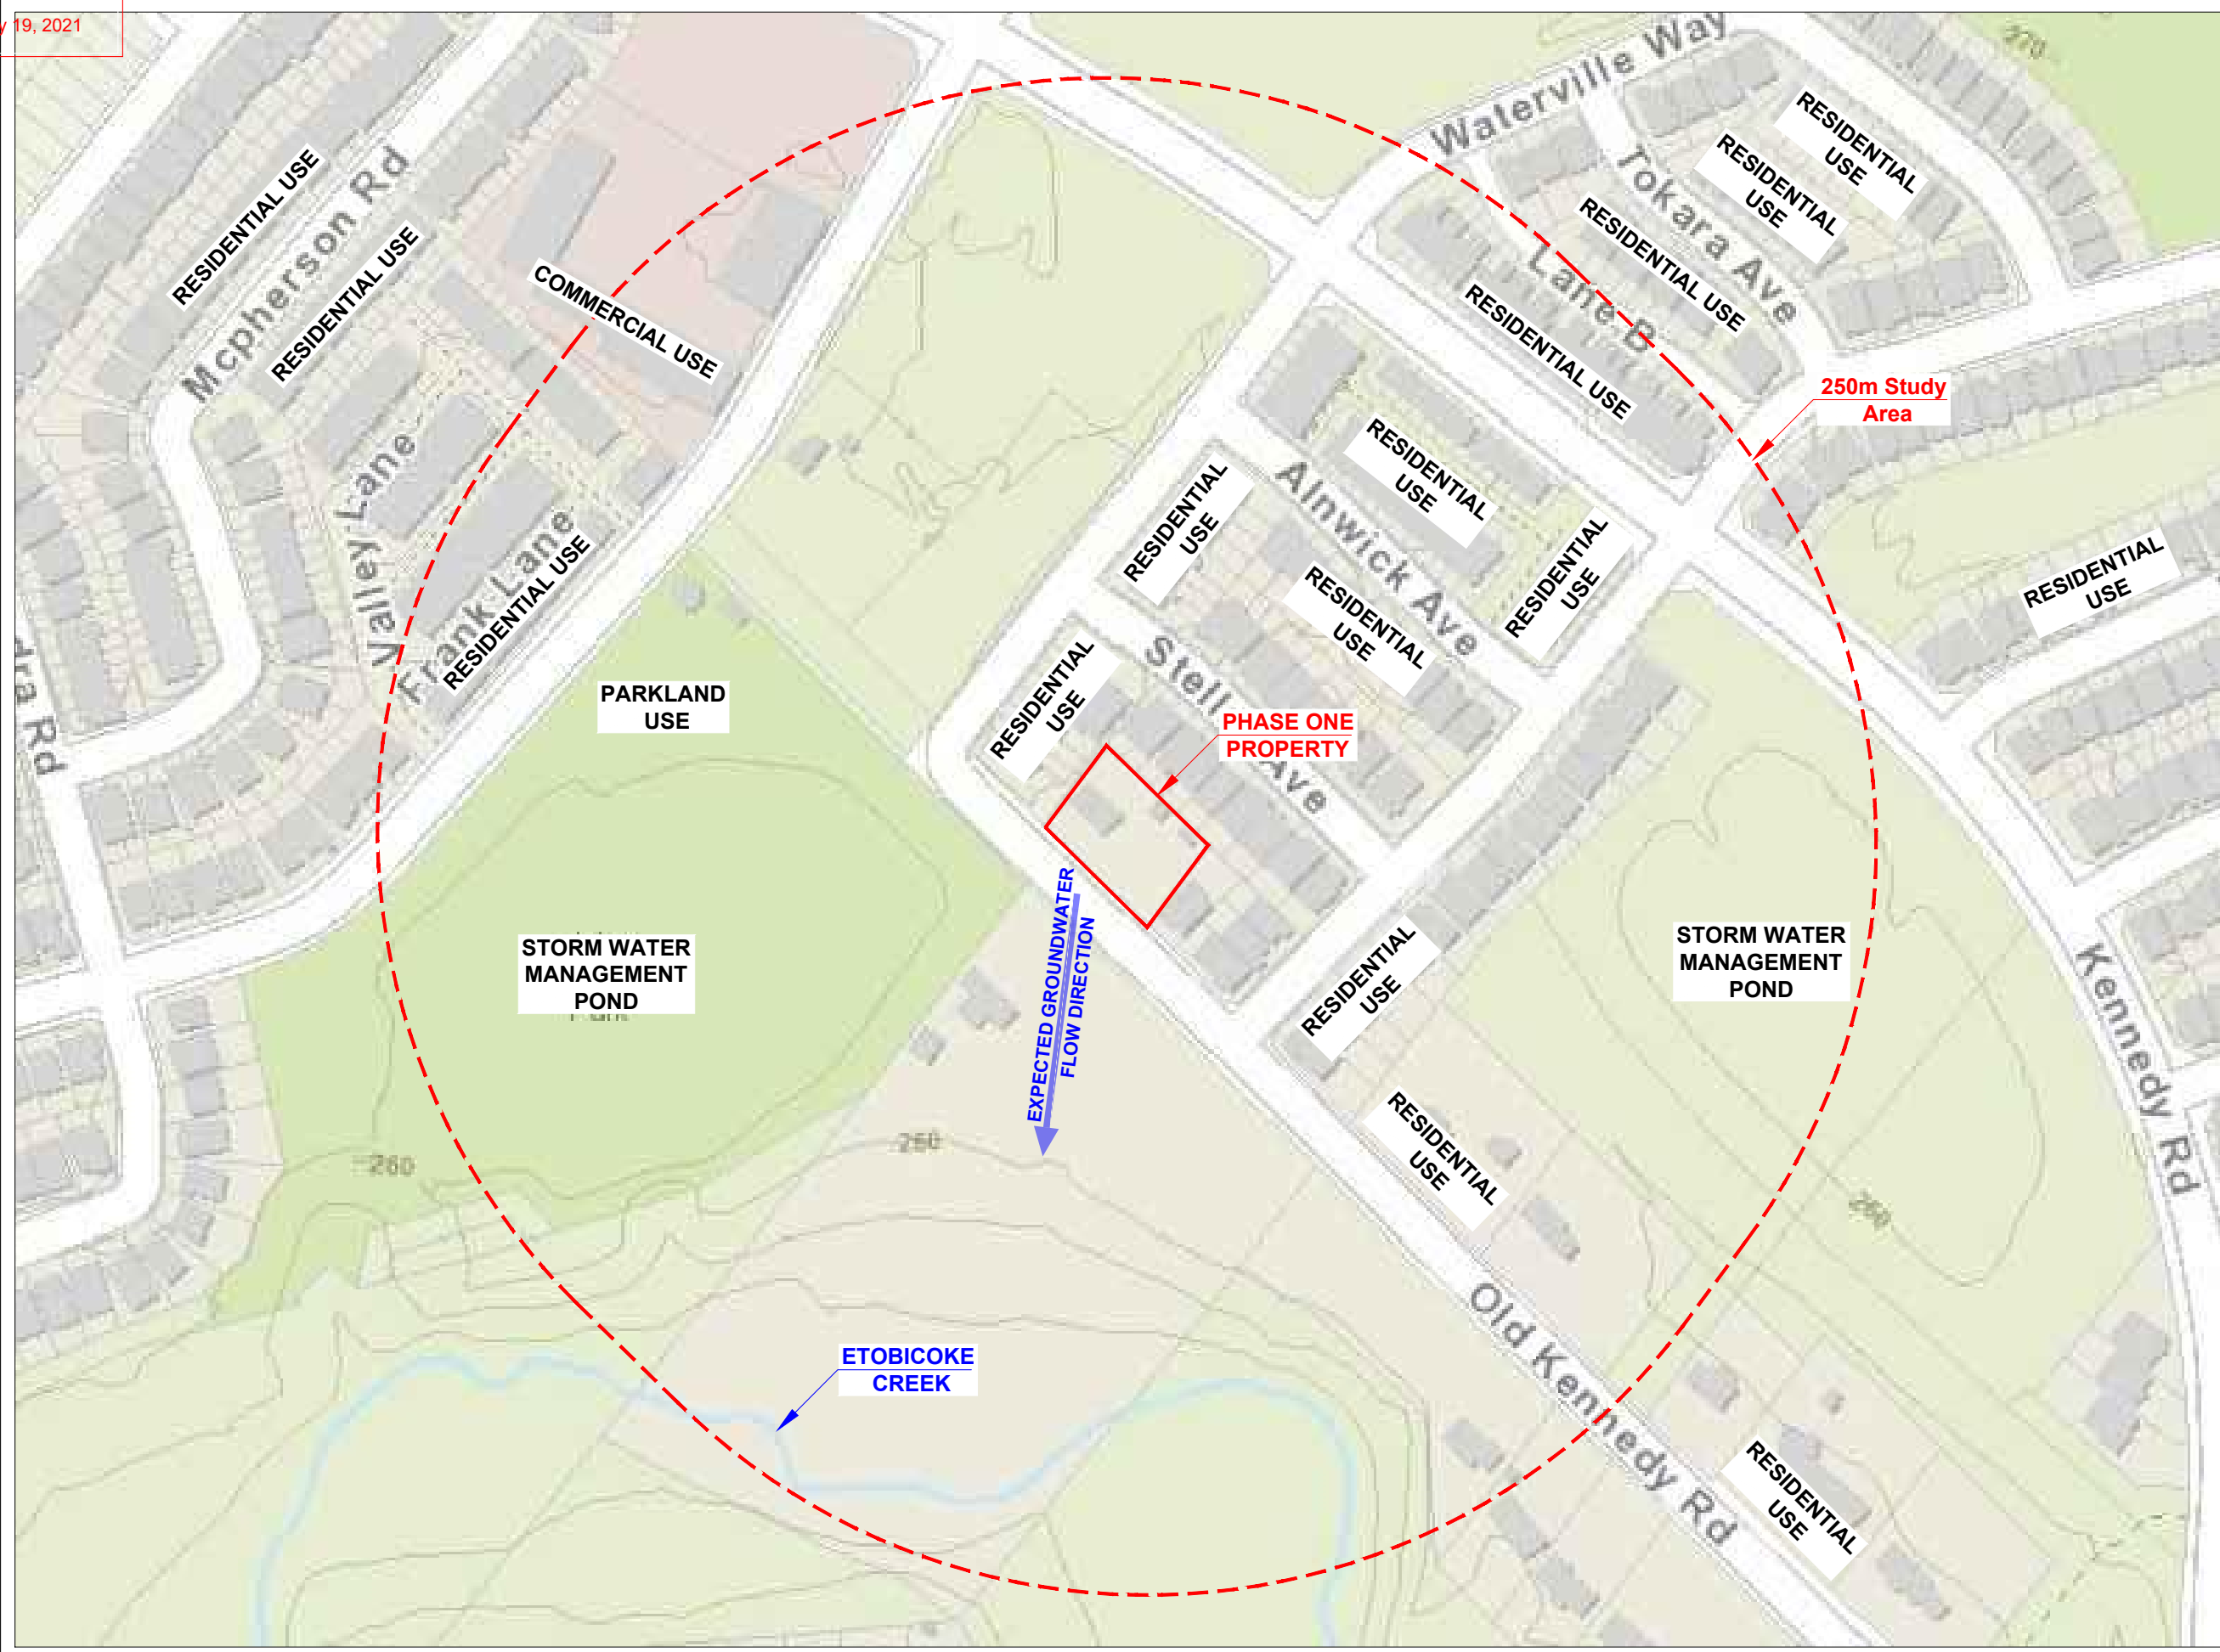 y 19, 2021
270
Waterville Way
RESIDENTIAL
USE
RESIDENTIAL
USE
Tokara Ave
RESIDENTIAL USE
Mcpherson Rd
RESIDENTIAL USE
RESIDENTIAL USE
COMMERCIAL USE
Lane B
RESIDENTIAL USE
250m Study
Area
RESIDENTIAL
USE
RESIDENTIAL
USE
Alnwick Ave
RESIDENTIAL
USE
RESIDENTIAL
USE
RESIDENTIAL
USE
Valley Lane
Frank Lane
RESIDENTIAL USE
dra Rd
PARKLAND
USE
RESIDENTIAL
USE
Stell Ave
PHASE ONE
PROPERTY
STORM WATER
MANAGEMENT
POND
EXPECTED GROUNDWATER
FLOW DIRECTION
RESIDENTIAL
USE
STORM WATER
MANAGEMENT
POND
Kennedy Rd
RESIDENTIAL
USE
260
260
260
Old Kennedy Rd
ETOBICOKE
CREEK
RESIDENTIAL
USE